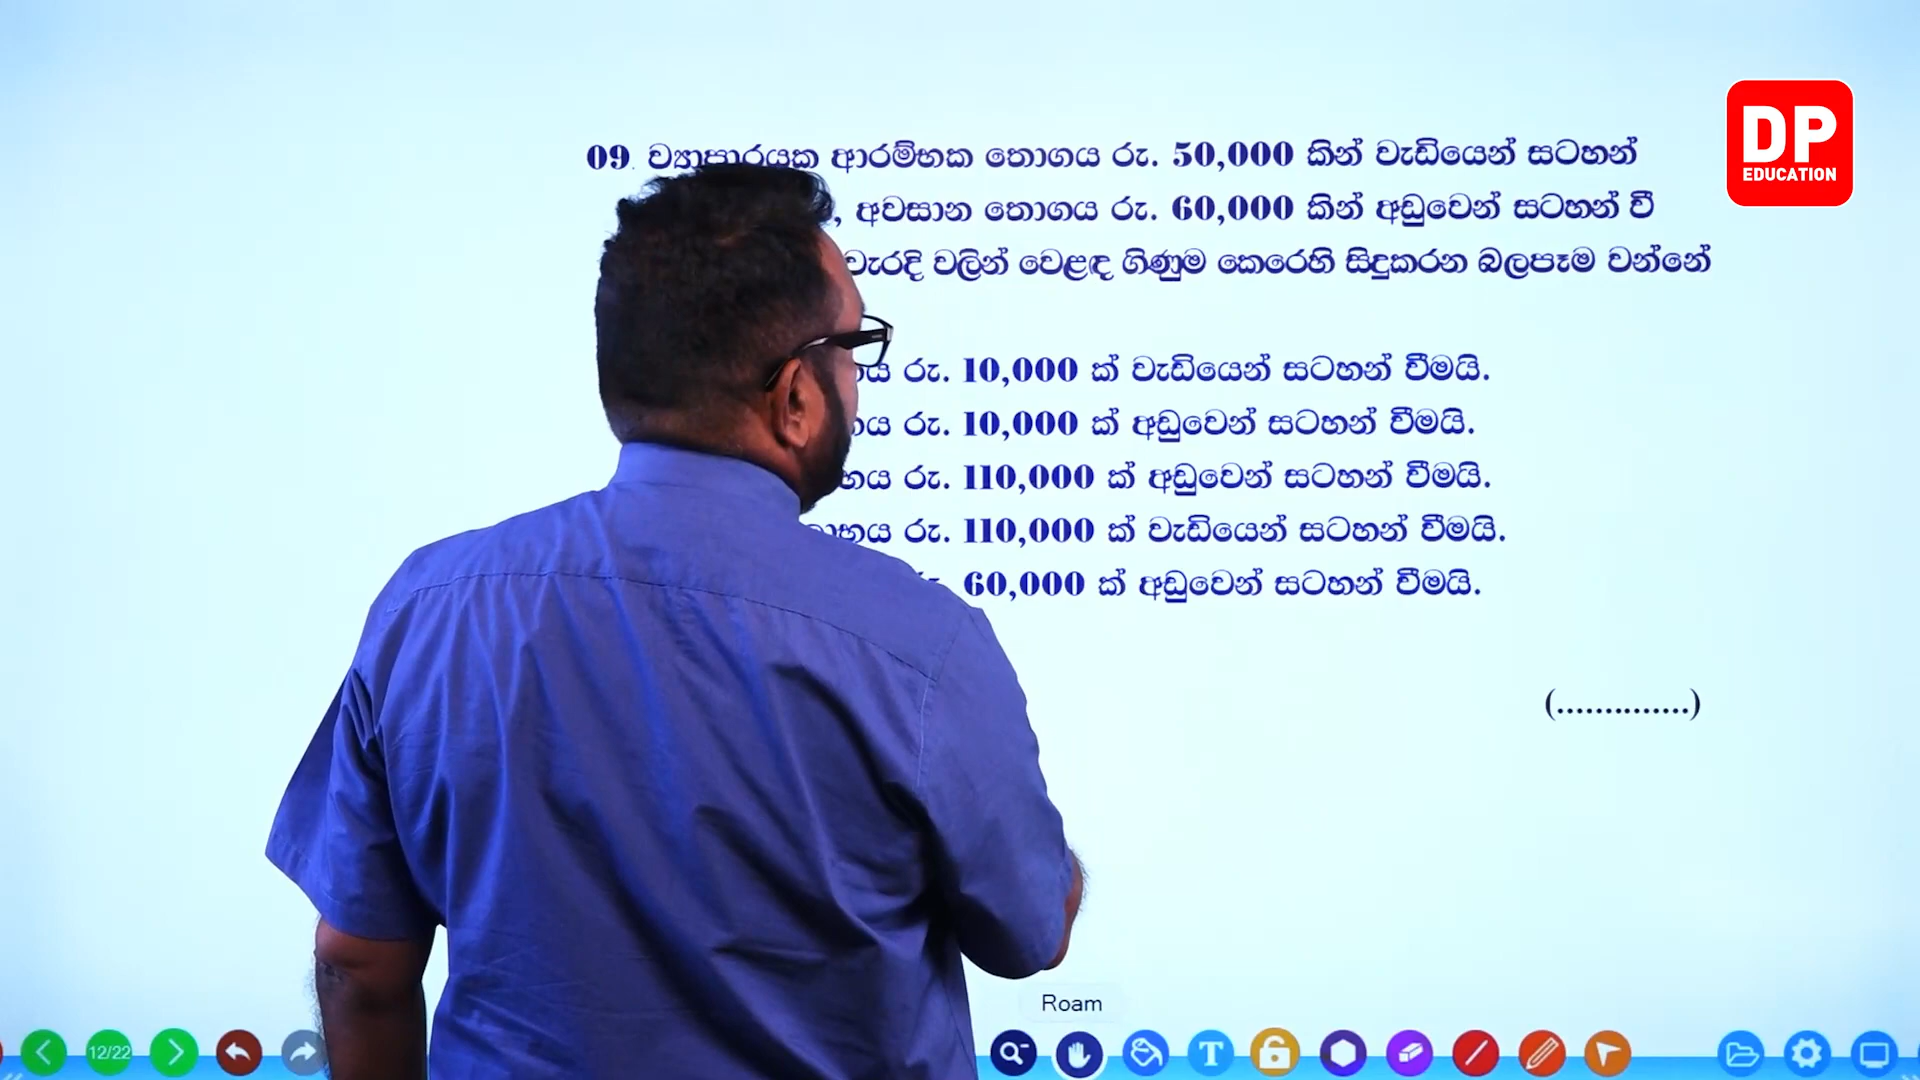 DP
EDUCATION
09. ව්‍යාපාරයක ආරම්භක තොගය රු. 50,000 කින් වැඩියෙන් සටහන්
, අවසාන තොගය රු. 60,000 කින් අඩුවෙන් සටහන් වී
වැරදි වලින් වෙළඳ ගිණුම කෙරෙහි සිදුකරන බලපෑම වන්නේ
රු. 10,000 ක් වැඩියෙන් සටහන් වීමයි.
රු. 10,000 ක් අඩුවෙන් සටහන් වීමයි.
රු. 110,000 ක් අඩුවෙන් සටහන් වීමයි.
රු. 110,000 ක් වැඩියෙන් සටහන් වීමයි.
60,000 ක් අඩුවෙන් සටහන් වීමයි.
(..............)
Roam
12/22
T